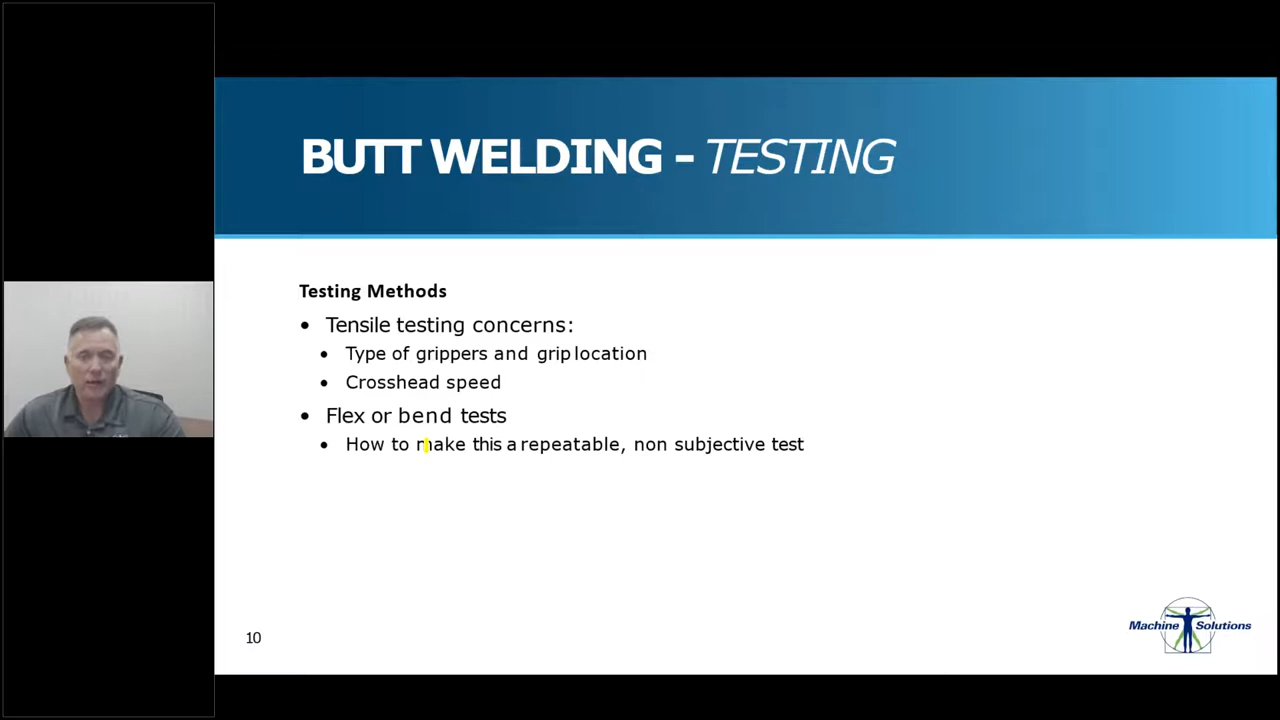 BUTT WELDING - TESTING
Testing Methods
• Tensile testing concerns:
• Type of grippers and grip location
• Crosshead speed
• Flex or bend tests
• How to make this a repeatable, non subjective test
10
Machine Solutions